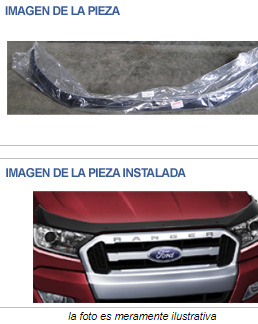 IMAGEN DE LA PIEZA
IMAGEN DE LA PIEZA INSTALADA
RANGER
Ford
la foto es meramente ilustrativa